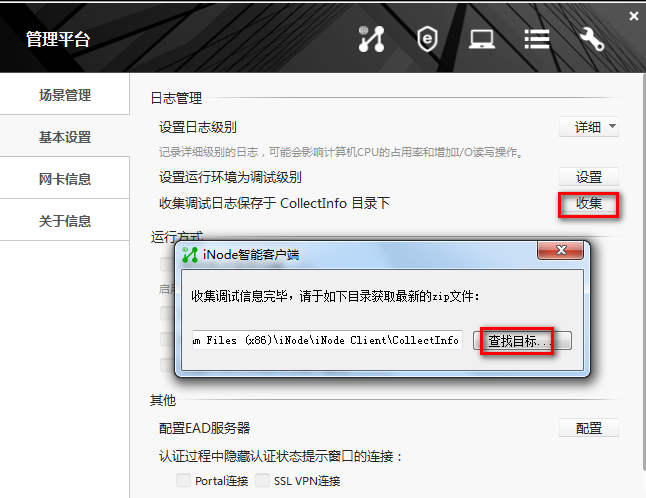 管理平台
场景管理
基本设置
网卡信息
关于信息
日志管理
设置日志级别
详细
记录详细级别的日志，可能会影响计算机CPU的占用率和增加I/O读写操作。
设置运行环境为调试级别
设置
收集调试日志保存于 CollectInfo 目录下
收集
运行方式
iNode智能客户端
收集调试信息完毕，请于如下目录获取最新的zip文件：
m Files (x86)\iNode\iNode Client\CollectInfo
查找目标...
其他
配置EAD服务器
配置
认证过程中隐藏认证状态提示窗口的连接：
Portal连接
SSL VPN连接